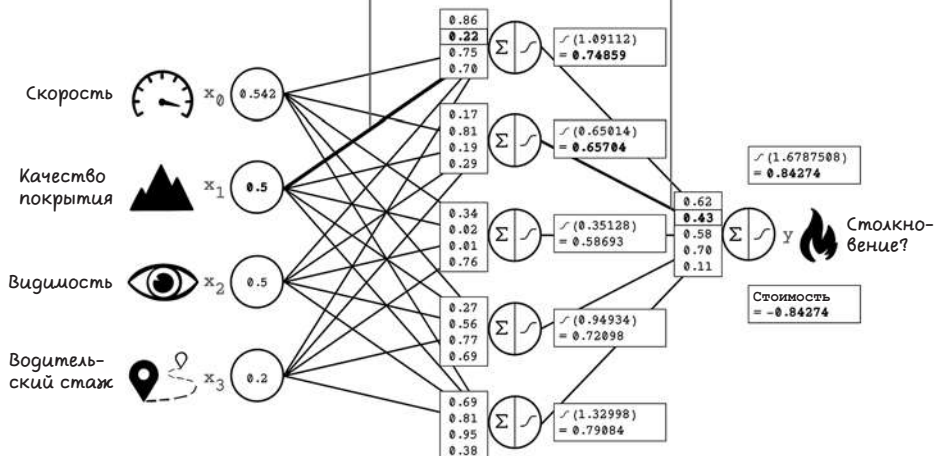 Скорость
x0
0.542
Качество
покрытия
x1
0.5
Видимость
x2
0.5
Водитель-
ский стаж
x3
0.2
0.86
0.22
0.75
0.70
Σ
(1.09112)
= 0.74859
0.17
0.81
0.19
0.29
Σ
(0.65014)
= 0.65704
0.34
0.02
0.01
0.76
Σ
(0.35128)
= 0.58693
0.27
0.56
0.77
0.69
Σ
(0.94934)
= 0.72098
0.69
0.81
0.95
0.38
Σ
(1.32998)
= 0.79084
0.62
0.43
0.58
0.70
0.11
Σ
(1.6787508)
= 0.84274
y
Столкно-
вение?
Стоимость
= -0.84274